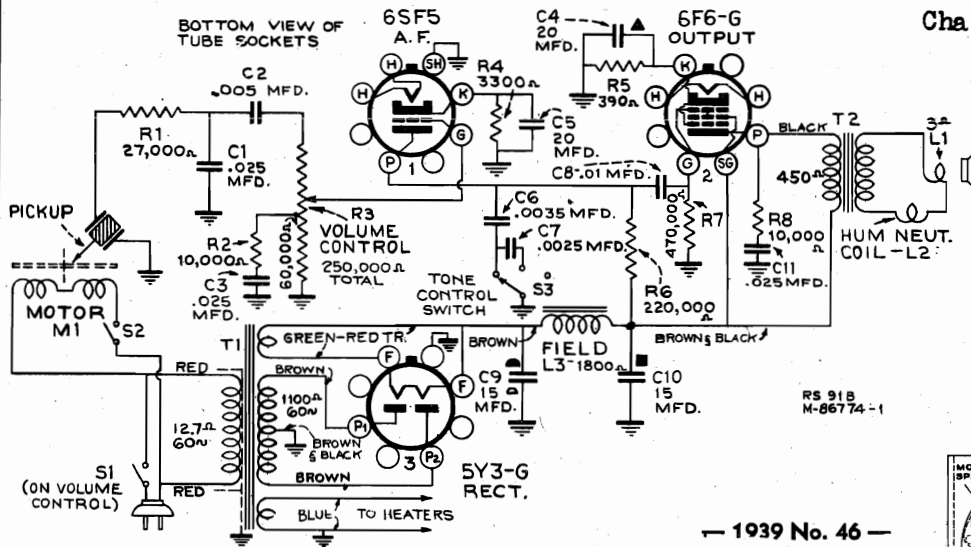 BOTTOM VIEW OF
TUBE SOCKETS
6SF5
A.F.
C4
20
MFD.
6F6-G
OUTPUT
Cha
H
SH
H
K
P
G
1
R4
3300Ω
C5
20
MFD.
R5
390Ω
K
H
H
P
G
2
SG
BLACK
T2
3Ω
L1
450Ω
HUM NEUT.
COIL-L2
C2
.005 MFD.
R1
27,000Ω
C1
.025
MFD.
PICKUP
R2
10,000Ω
C3
.025
MFD.
60,000Ω
R3
VOLUME
CONTROL
250,000Ω
TOTAL
C6
.0035 MFD.
C7
.0025 MFD.
C8-.01 MFD.
470,000Ω
R7
R8
10,000
Ω
C11
.025 MFD.
TONE
CONTROL
SWITCH
S3
R6
220,000
Ω
MOTOR
M1
S2
T1
GREEN-RED TR.
BROWN
FIELD
L3-1800Ω
BROWN & BLACK
RED
BROWN
1100Ω
60~
BROWN
& BLACK
F
F
P1
P2
3
C9
15
MFD.
C10
15
MFD.
RS 91B
M-86774-1
12.7Ω
60~
S1
(ON VOLUME
CONTROL)
RED
BROWN
5Y3-G
RECT.
BLUE
TO HEATERS
— 1939 No. 46 —
MO
SP